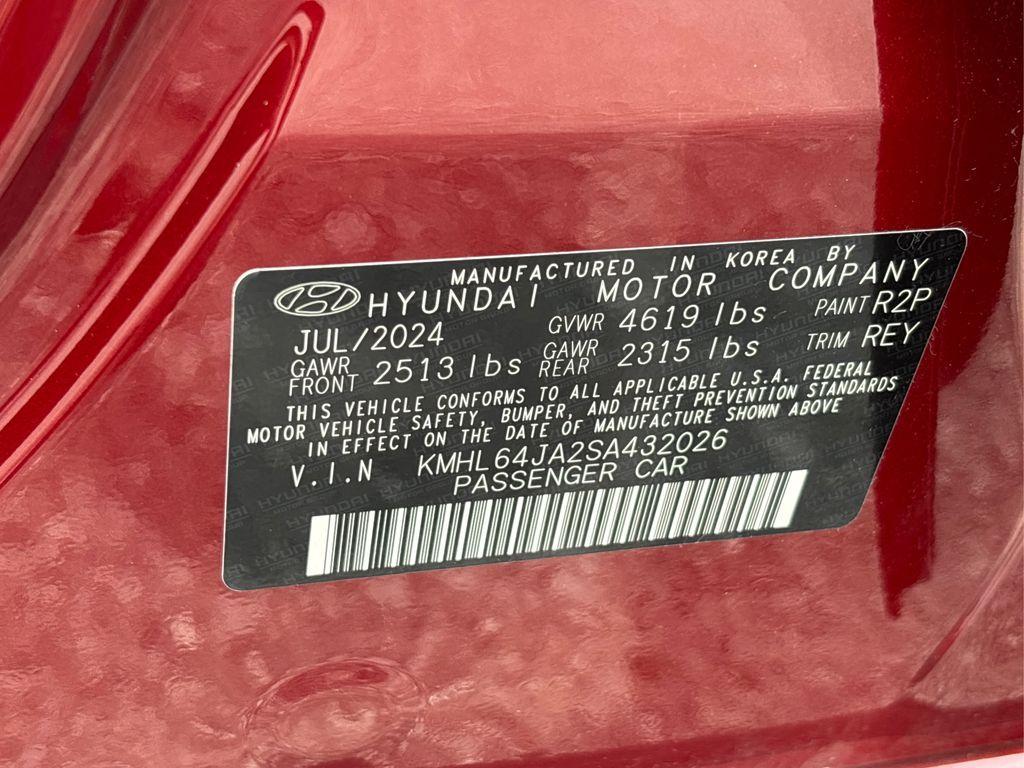 MANUFACTURED IN KOREA BY
HYUNDAI MOTOR COMPANY
JUL/2024 GVWR 4619 lbs PAINT R2P
GAWR FRONT 2513 lbs GAWR REAR 2315 lbs TRIM REY
THIS VEHICLE CONFORMS TO ALL APPLICABLE U.S.A. FEDERAL
MOTOR VEHICLE SAFETY, BUMPER, AND THEFT PREVENTION STANDARDS
IN EFFECT ON THE DATE OF MANUFACTURE SHOWN ABOVE
V.I.N KMHL64JA2SA432026
PASSENGER CAR